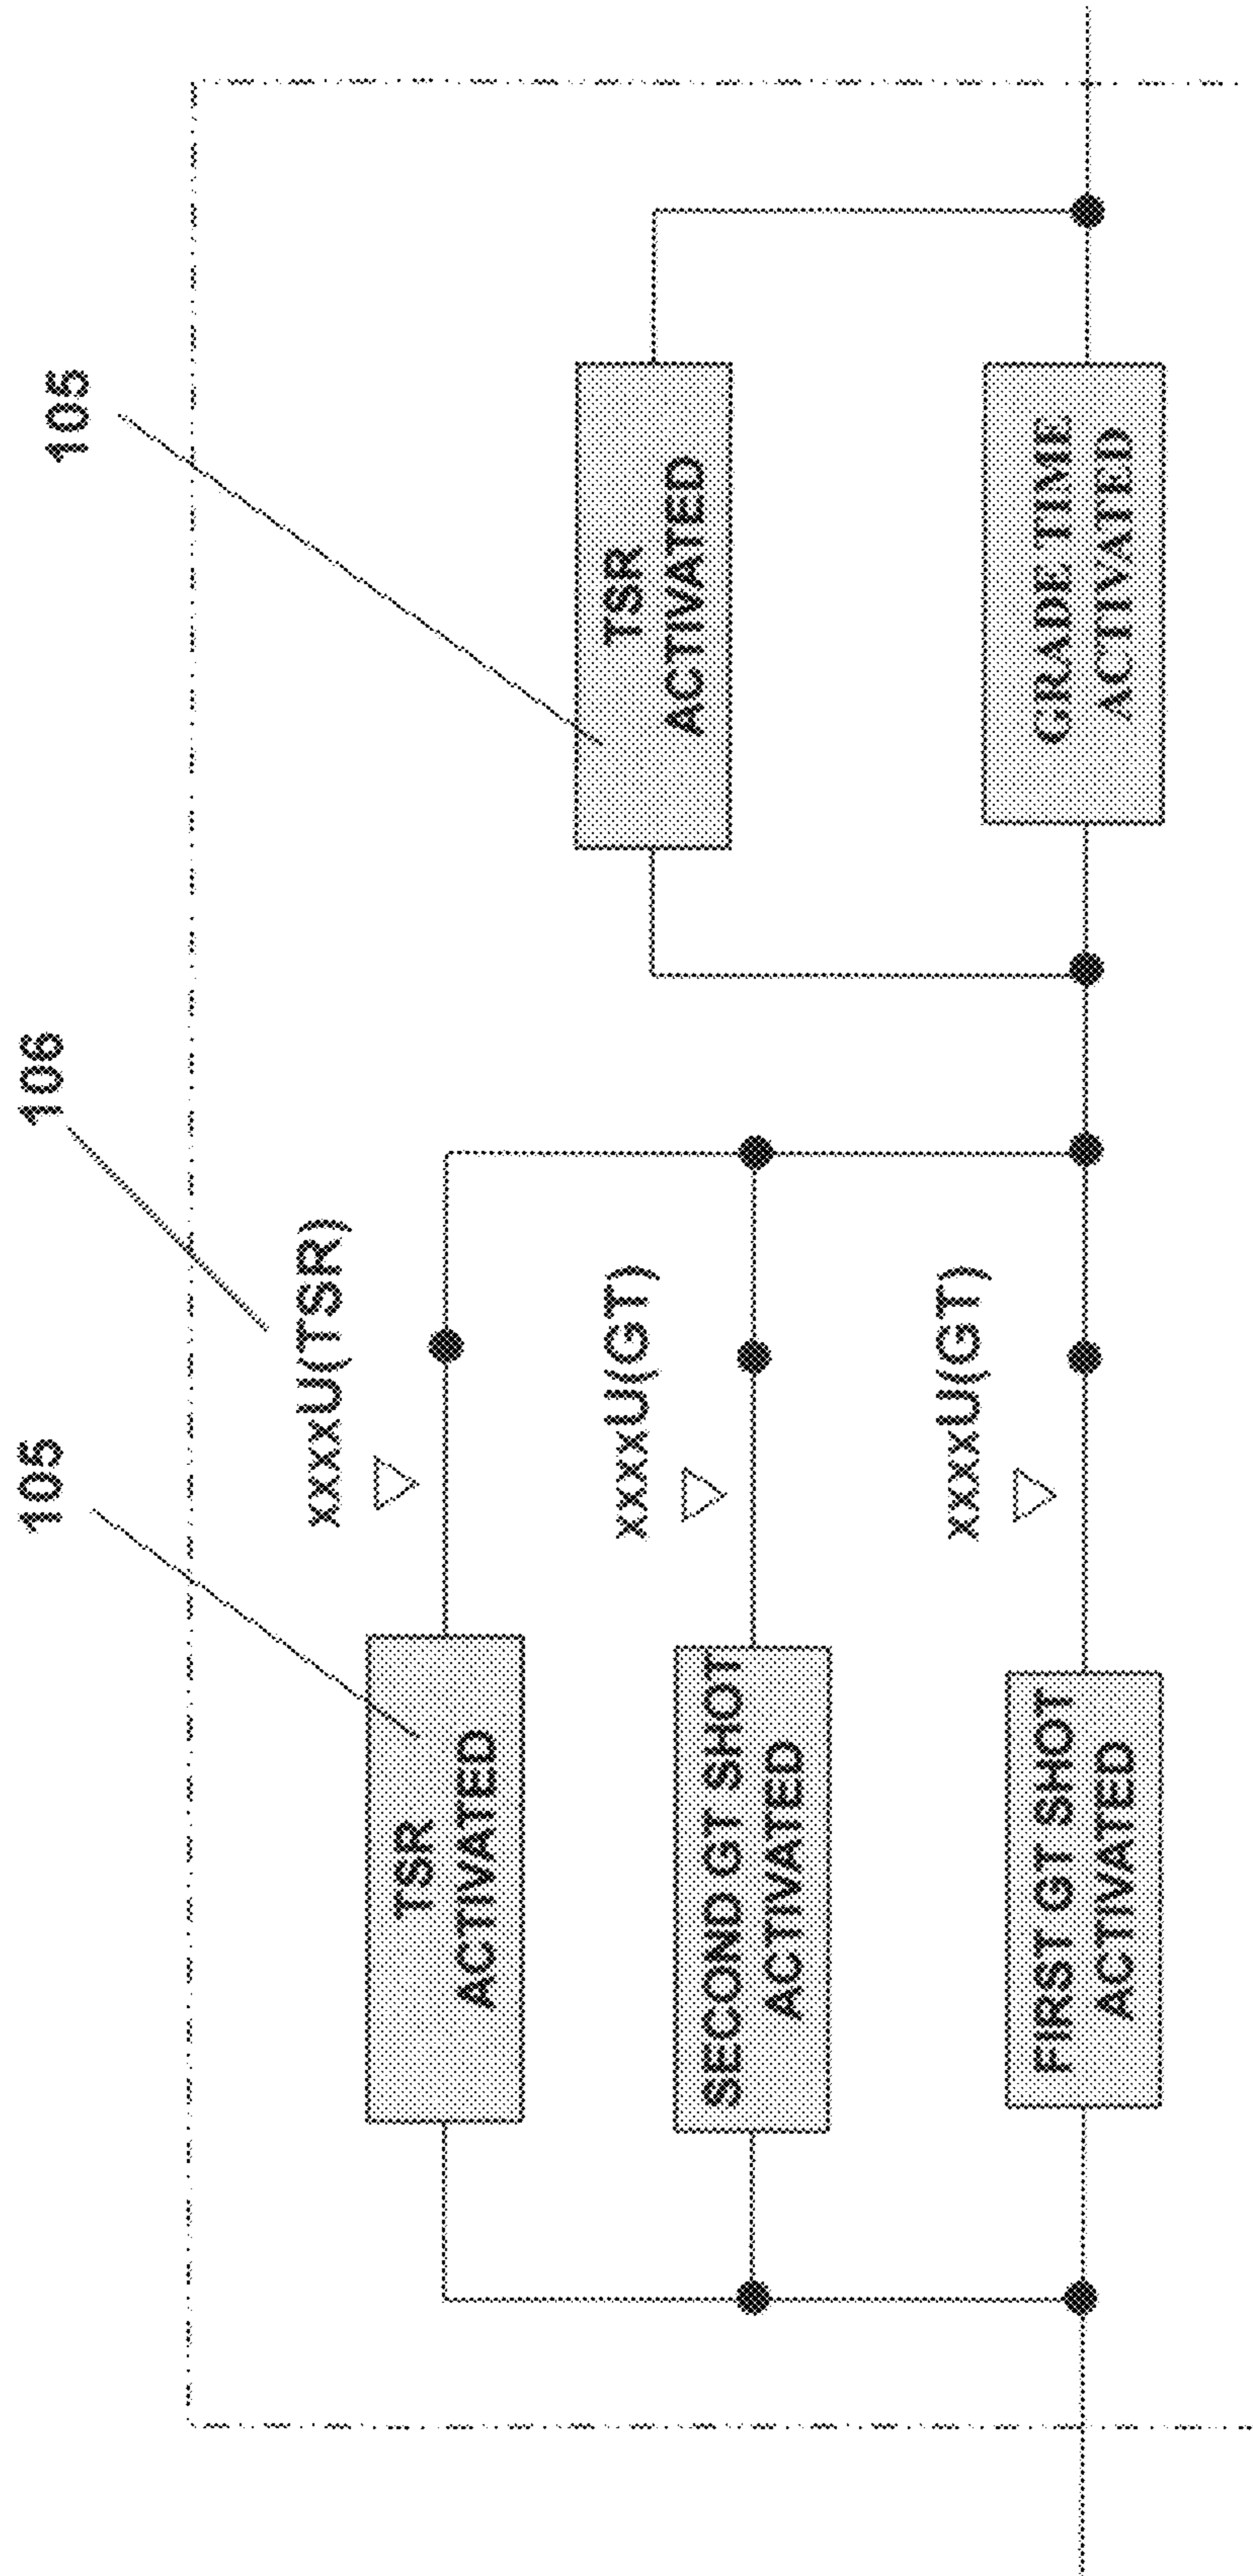 105
106
105
xxxxU(TSR)
TSR
ACTIVATED
TSR
ACTIVATED
xxxxU(GT)
SECOND GT SHOT
ACTIVATED
xxxxU(GT)
FIRST GT SHOT
ACTIVATED
GRADE TIME
ACTIVATED